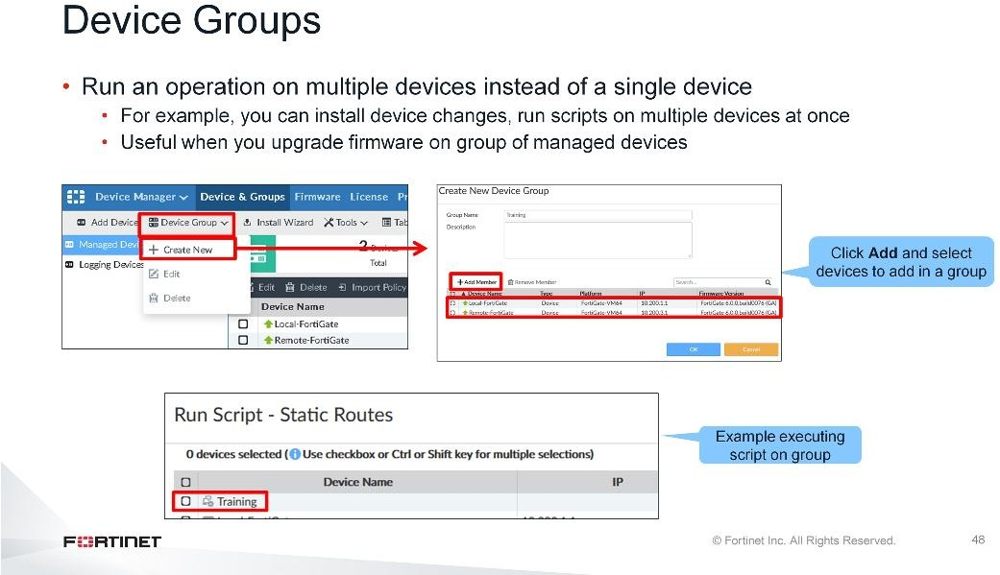 Device Groups
• Run an operation on multiple devices instead of a single device
• For example, you can install device changes, run scripts on multiple devices at once
• Useful when you upgrade firmware on group of managed devices
Device Manager Device & Groups Firmware License
Add Device Device Group Install Wizard Tools
Managed Devi 2
+ Create New Total
Logging Devices
Edit
Delete
Edit Delete Import Policy
Device Name
Local-FortiGate
Remote-FortiGate
Create New Device Group
Group Name Training
Description
+Add Member Remove Member Search...
Device Name Type Platform IP Firmware Version
Local-FortiGate Device FortiGate-VM64 10.200.1.1 FortiGate 6.0.0,build0076 (GA)
Remote-FortiGate Device FortiGate-VM64 10.200.3.1 FortiGate 6.0.0,build0076 (GA)
OK Cancel
Click Add and select
devices to add in a group
Run Script - Static Routes
0 devices selected (Use checkbox or Ctrl or Shift key for multiple selections)
Device Name IP
Training
Example executing
script on group
FORTINET
© Fortinet Inc. All Rights Reserved.
48